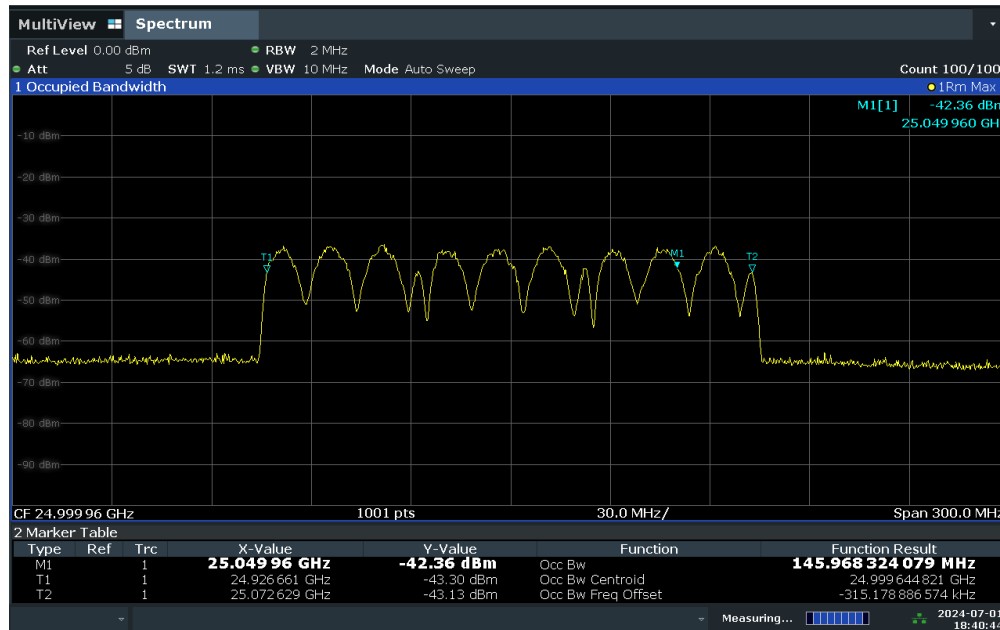 MultiView Spectrum
Ref Level 0.00 dBm RBW 2 MHz
Att 5 dB SWT 1.2 ms VBW 10 MHz Mode Auto Sweep Count 100/100
1 Occupied Bandwidth 1Rm Max
M1[1] -42.36 dBm
25.049 960 GH
-10 dBm
-20 dBm
-30 dBm
T1 M1 T2
-40 dBm
-50 dBm
-60 dBm
-70 dBm
-80 dBm
-90 dBm
CF 24.999 96 GHz 1001 pts 30.0 MHz/ Span 300.0 MHz
2 Marker Table
Type Ref Trc X-Value Y-Value Function Function Result
M1 1 25.049 96 GHz -42.36 dBm Occ Bw 145.968 324 079 MHz
T1 1 24.926 661 GHz -43.30 dBm Occ Bw Centroid 24.999 644 821 GHz
T2 1 25.072 629 GHz -43.13 dBm Occ Bw Freq Offset -315.178 886 574 kHz
Measuring... 2024-07-01
18:40:44